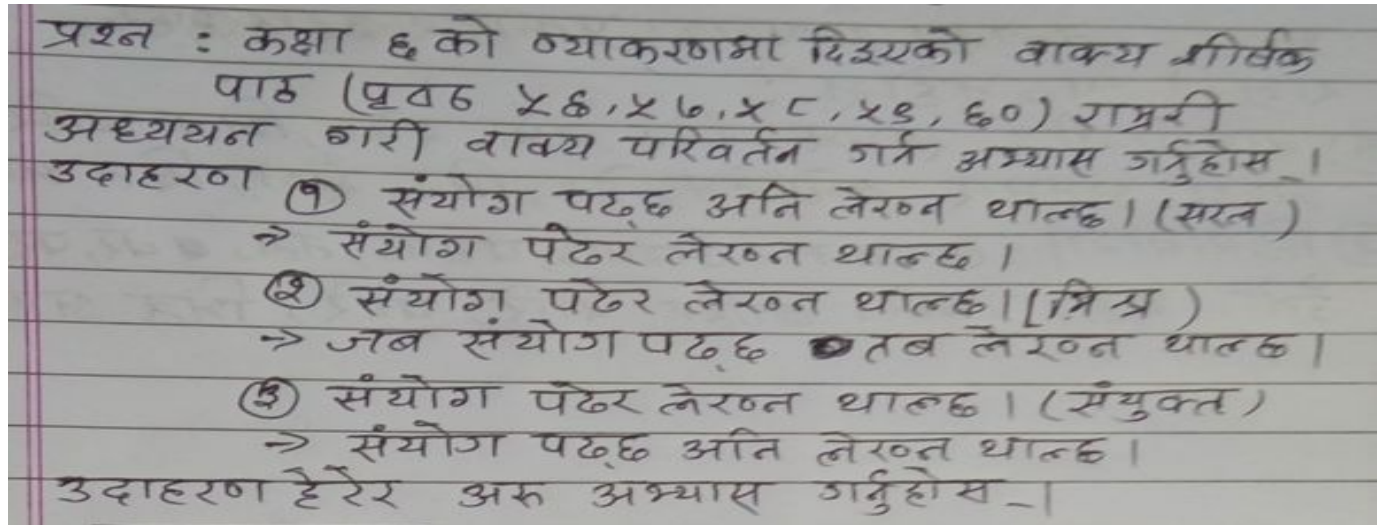 प्रश्न : कक्षा ६ को व्याकरणमा दिइएको वाक्य शीर्षक
पाठ (पृष्ठ ५६, ५७, ५८, ५९, ६०) राम्ररी
अध्ययन गरी वाक्य परिवर्तन गर्न अभ्यास गर्नुहोस् ।
उदाहरण ① संयोग पढ्छ अनि लेख्न थाल्छ । (सरल)
→ संयोग पढेर लेख्न थाल्छ ।
② संयोग पढेर लेख्न थाल्छ । (मिश्र)
→ जब संयोग पढ्छ तब लेख्न थाल्छ ।
③ संयोग पढेर लेख्न थाल्छ । (संयुक्त)
→ संयोग पढ्छ अनि लेख्न थाल्छ ।
उदाहरण हेरेर अरु अभ्यास गर्नुहोस् ।